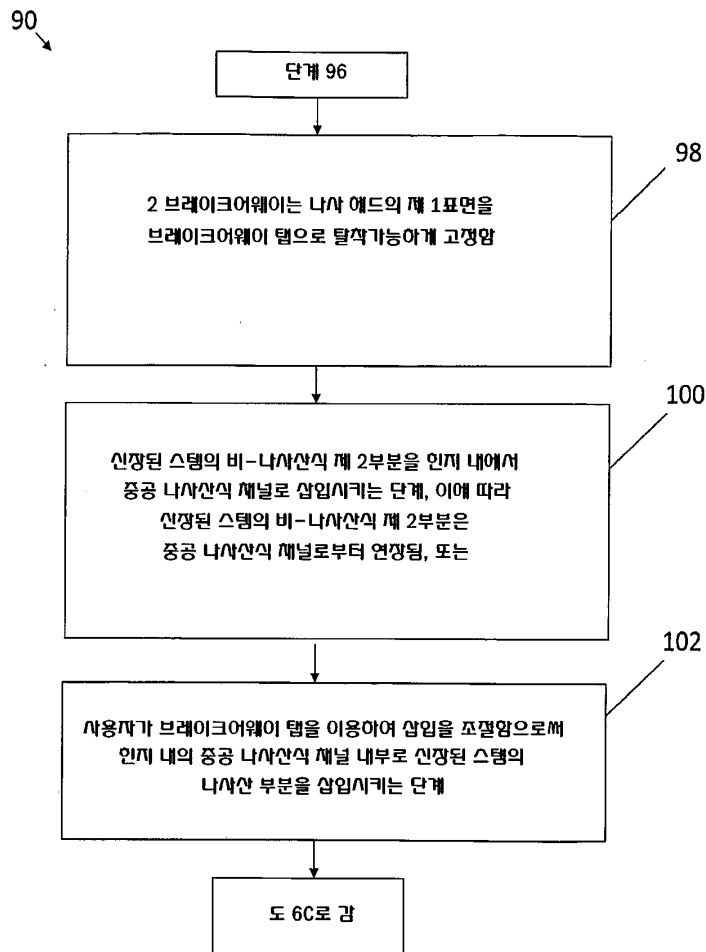 90
단계 96
98
2 브레이크어웨이는 나사 헤드의 제 1표면을
브레이크어웨이 탭으로 탈착가능하게 고정함
100
신장된 스템의 비-나사산식 제 2부분을 힌지 내에서
중공 나사산식 채널로 삽입시키는 단계, 이에 따라
신장된 스템의 비-나사산식 제 2부분은
중공 나사산식 채널로부터 연장됨, 또는
102
사용자가 브레이크어웨이 탭을 이용하여 삽입을 조절함으로써
힌지 내의 중공 나사산식 채널 내부로 신장된 스템의
나사산 부분을 삽입시키는 단계
도 6C로 감